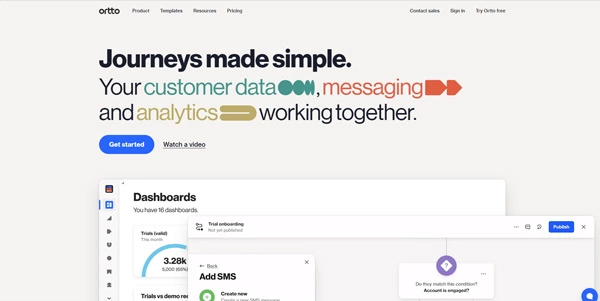 ortto
Product Templates Resources Pricing
Contact sales Sign in Try Ortto free
Journeys made simple.
Your customer data, messaging
and analytics working together.
Get started Watch a video
Dashboards
You have 16 dashboards.
Trials (valid)
This month
3.28k
5,000 (66%)
Trials vs demo re
Trial onboarding
Not yet published
Publish
Back
Add SMS
Create new
Create a new SMS message
Do they match this condition?
Account is engaged?